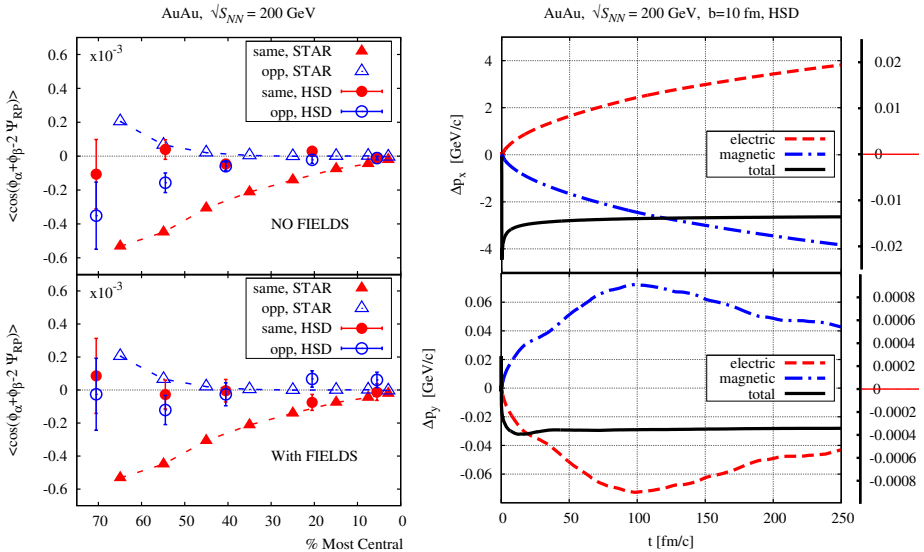 AuAu, √S_NN = 200 GeV
x10^-3
<cos(ϕα+ϕβ-2 Ψ_RP)>
0.6
0.4
0.2
0
-0.2
-0.4
-0.6
same, STAR
opp, STAR
same, HSD
opp, HSD
NO FIELDS
x10^-3
<cos(ϕα+ϕβ-2 Ψ_RP)>
0.6
0.4
0.2
0
-0.2
-0.4
-0.6
same, STAR
opp, STAR
same, HSD
opp, HSD
With FIELDS
70 60 50 40 30 20 10 0
% Most Central
AuAu, √S_NN = 200 GeV, b=10 fm, HSD
Δp_x [GeV/c]
4
2
0
-2
-4
electric
magnetic
total
0.02
0.01
0
-0.01
-0.02
Δp_y [GeV/c]
0.06
0.04
0.02
0
-0.02
-0.04
-0.06
electric
magnetic
total
0.0008
0.0006
0.0004
0.0002
0
-0.0002
-0.0004
-0.0006
-0.0008
0 50 100 150 200 250
t [fm/c]